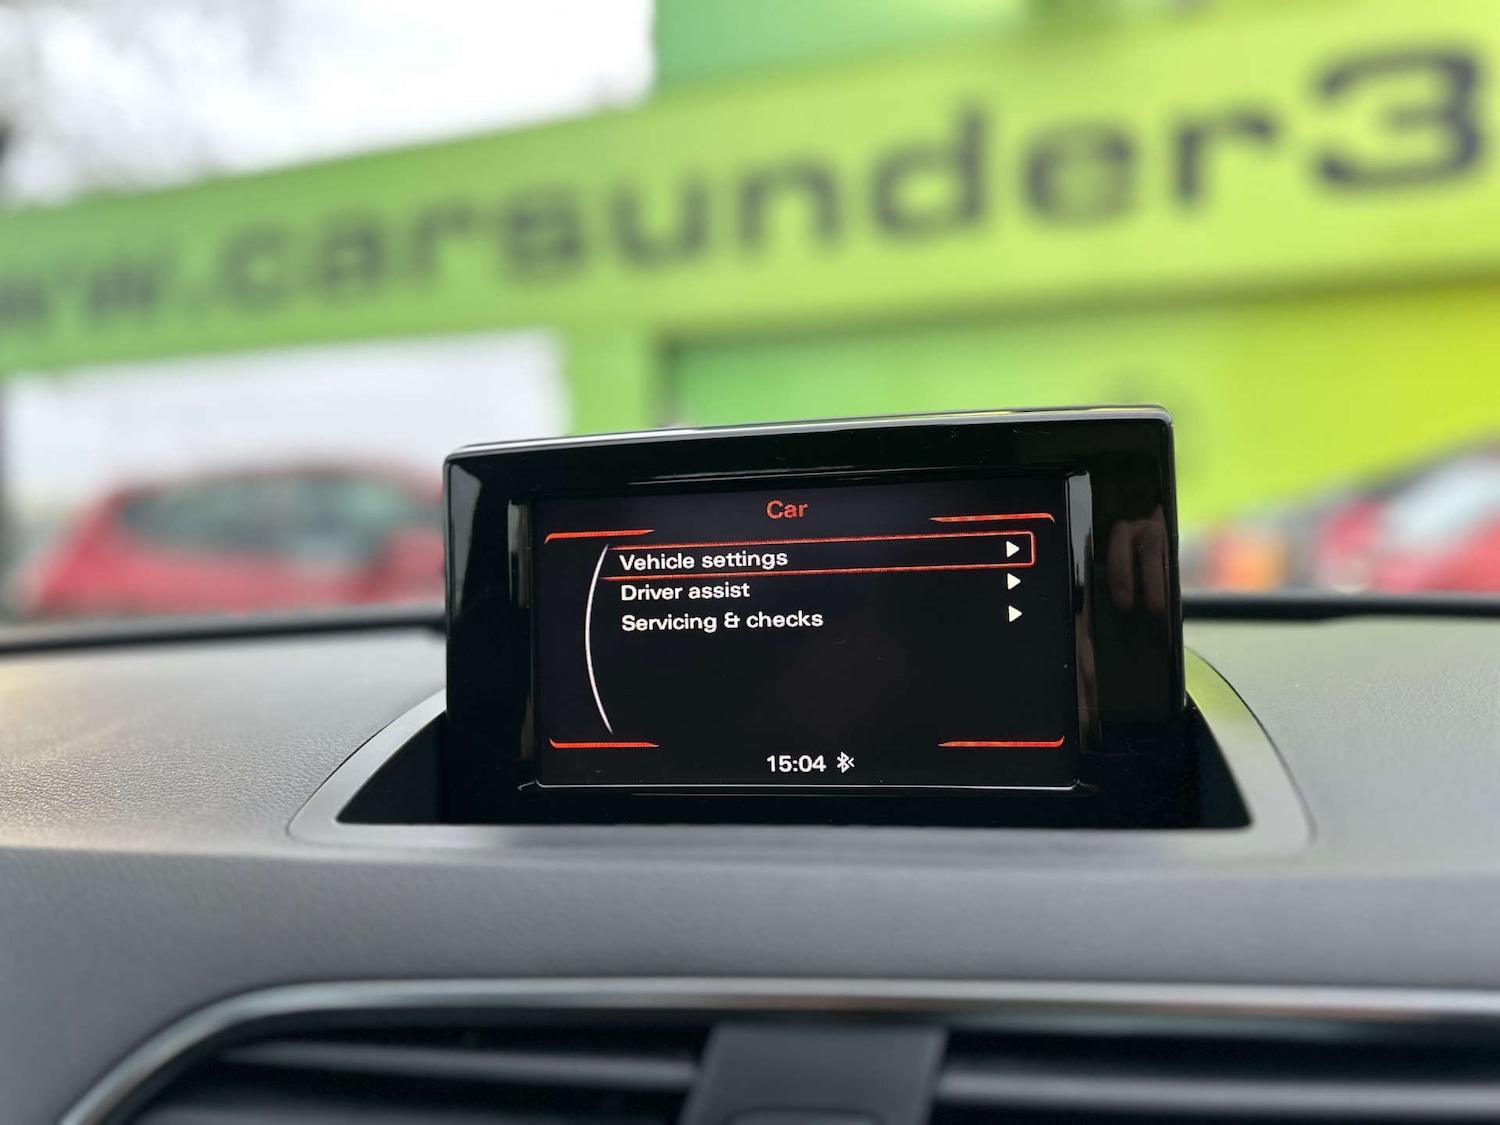 www.carsunder3
Car
Vehicle settings
Driver assist
Servicing & checks
15:04